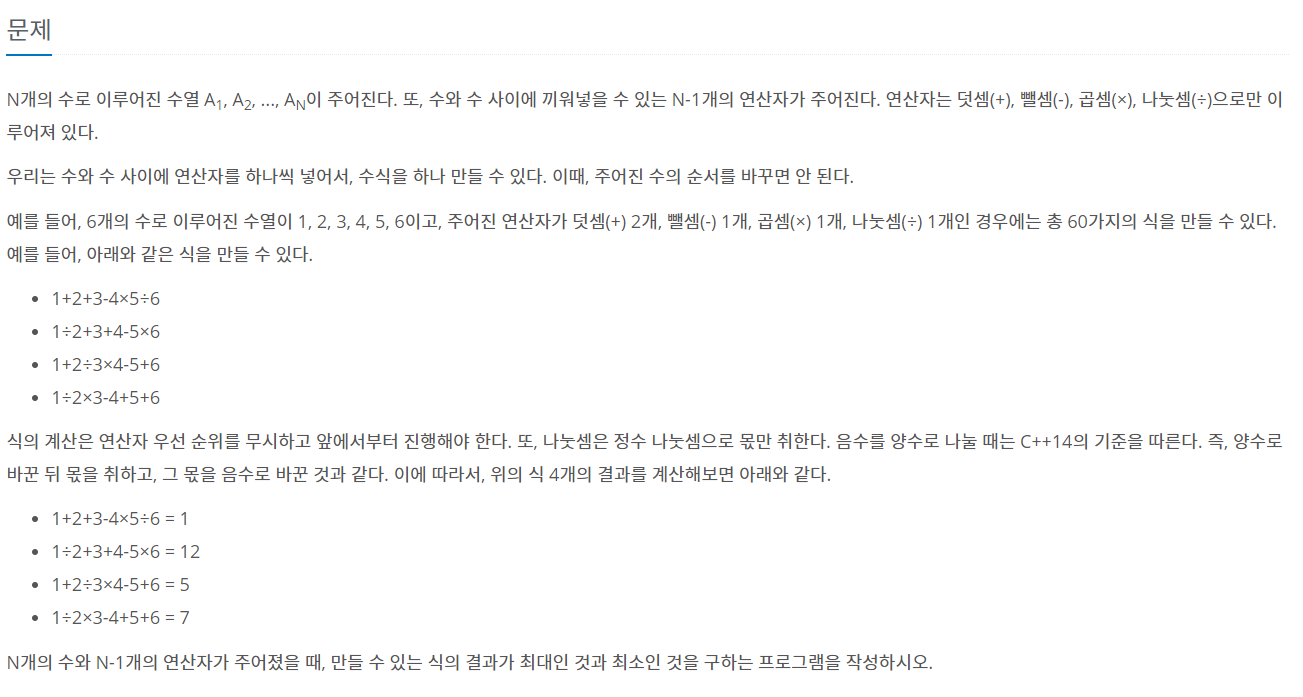 문제
N개의 수로 이루어진 수열 A1, A2, ..., AN이 주어진다. 또, 수와 수 사이에 끼워넣을 수 있는 N-1개의 연산자가 주어진다. 연산자는 덧셈(+), 뺄셈(-), 곱셈(×), 나눗셈(÷)으로만 이
루어져 있다.
우리는 수와 수 사이에 연산자를 하나씩 넣어서, 수식을 하나 만들 수 있다. 이때, 주어진 수의 순서를 바꾸면 안 된다.
예를 들어, 6개의 수로 이루어진 수열이 1, 2, 3, 4, 5, 6이고, 주어진 연산자가 덧셈(+) 2개, 뺄셈(-) 1개, 곱셈(×) 1개, 나눗셈(÷) 1개인 경우에는 총 60가지의 식을 만들 수 있다.
예를 들어, 아래와 같은 식을 만들 수 있다.
• 1+2+3-4×5÷6
• 1÷2+3+4-5×6
• 1+2÷3×4-5+6
• 1÷2×3-4+5+6
식의 계산은 연산자 우선 순위를 무시하고 앞에서부터 진행해야 한다. 또, 나눗셈은 정수 나눗셈으로 몫만 취한다. 음수를 양수로 나눌 때는 C++14의 기준을 따른다. 즉, 양수로
바꾼 뒤 몫을 취하고, 그 몫을 음수로 바꾼 것과 같다. 이에 따라서, 위의 식 4개의 결과를 계산해보면 아래와 같다.
• 1+2+3-4×5÷6 = 1
• 1÷2+3+4-5×6 = 12
• 1+2÷3×4-5+6 = 5
• 1÷2×3-4+5+6 = 7
N개의 수와 N-1개의 연산자가 주어졌을 때, 만들 수 있는 식의 결과가 최대인 것과 최소인 것을 구하는 프로그램을 작성하시오.